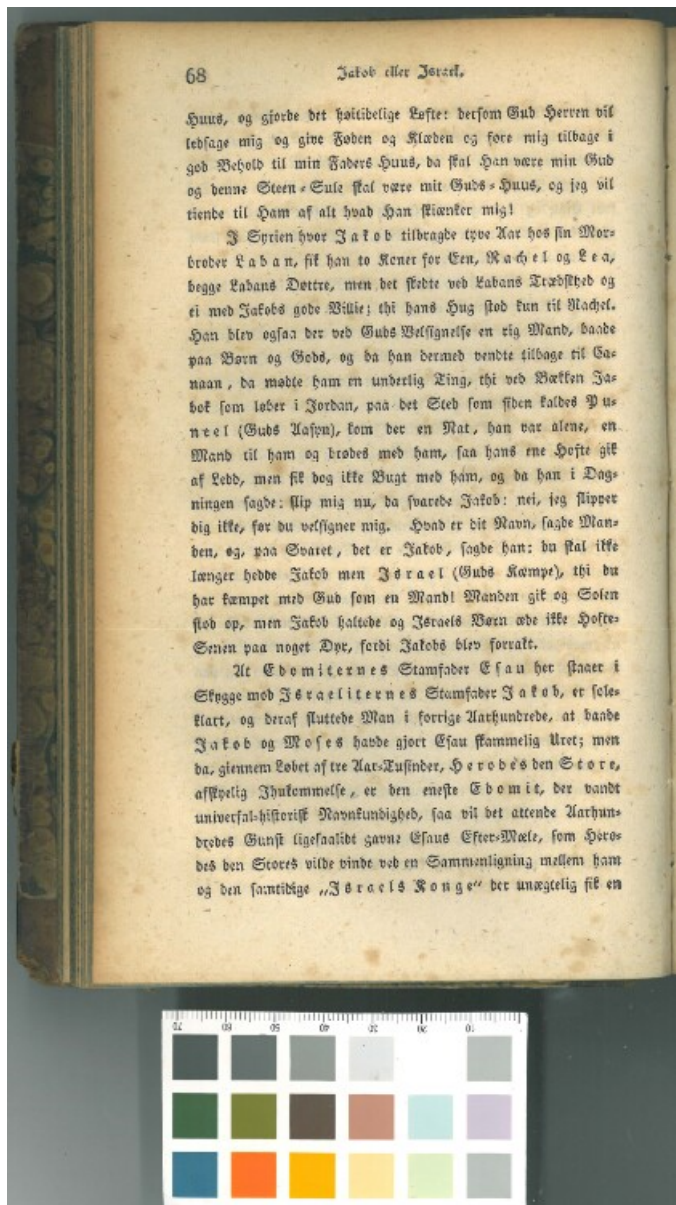 68
Jakob eller Israel.
Huus, og gjorde det høitidelige Løfte: dersom Gud Herren vil
ledsage mig og give Føden og Klæden og føre mig tilbage i
god Behold til min Faders Huus, da skal Han være min Gud
og denne Steen-Sule skal være mit Guds-Huus, og jeg vil
tiende til Ham af alt hvad Han skiænker mig!
I Syrien hvor Jakob tilbragde tyve Aar hos sin Mor-
broder Laban, fik han to Koner for Een, Rachel og Lea,
begge Labans Døttre, men det skedte ved Labans Trædskhed og
ei med Jakobs gode Villie; thi hans Hug stod kun til Rachel.
Han blev ogsaa der ved Guds Velsignelse en rig Mand, baade
paa Børn og Gods, og da han dermed vendte tilbage til Ca-
naan, da mødte ham en underlig Ting, thi ved Bækken Ja-
bok som løber i Jordan, paa det Sted som siden kaldes Pu-
neel (Guds Aasyn), kom der en Nat, han var alene, en
Mand til ham og brødes med ham, saa hans ene Hofte gik
af Ledd, men fik dog ikke Bugt med ham, og da han i Dag-
ningen sagde: slip mig nu, da svarede Jakob: nei, jeg slipper
dig ikke, før du velsigner mig. Hvad er dit Navn, sagde Man-
den, og, paa Svaret, det er Jakob, sagde han: du skal ikke
længer hedde Jakob men Israel (Guds Kæmpe), thi du
har kæmpet med Gud som en Mand! Manden gik og Solen
stod op, men Jakob haltede og Israels Børn æde ikke Hofte-
Senen paa noget Dyr, fordi Jakobs blev forrakt.
At Edomiternes Stamfader Esau her staaer i
Skygge mod Israeliternes Stamfader Jakob, er sole-
klart, og deraf sluttede Man i forrige Aarhundrede, at baade
Jakob og Moses havde gjort Esau skammelig Uret; men
da, giennem Løbet af tre Aar-Tusinder, Herodes den Store,
afskyelig Ihukommelse, er den eneste Edomit, der vandt
universal-historisk Navnkundighed, saa vil det attende Aarhun-
dredes Gunst ligesaalidt gavne Esaus Efter-Mæle, som Hero-
des den Stores vilde vinde ved en Sammenligning mellem ham
og den samtidige „Israels Konge“ der unægtelig fik en
70 60 50 40 30 20 10